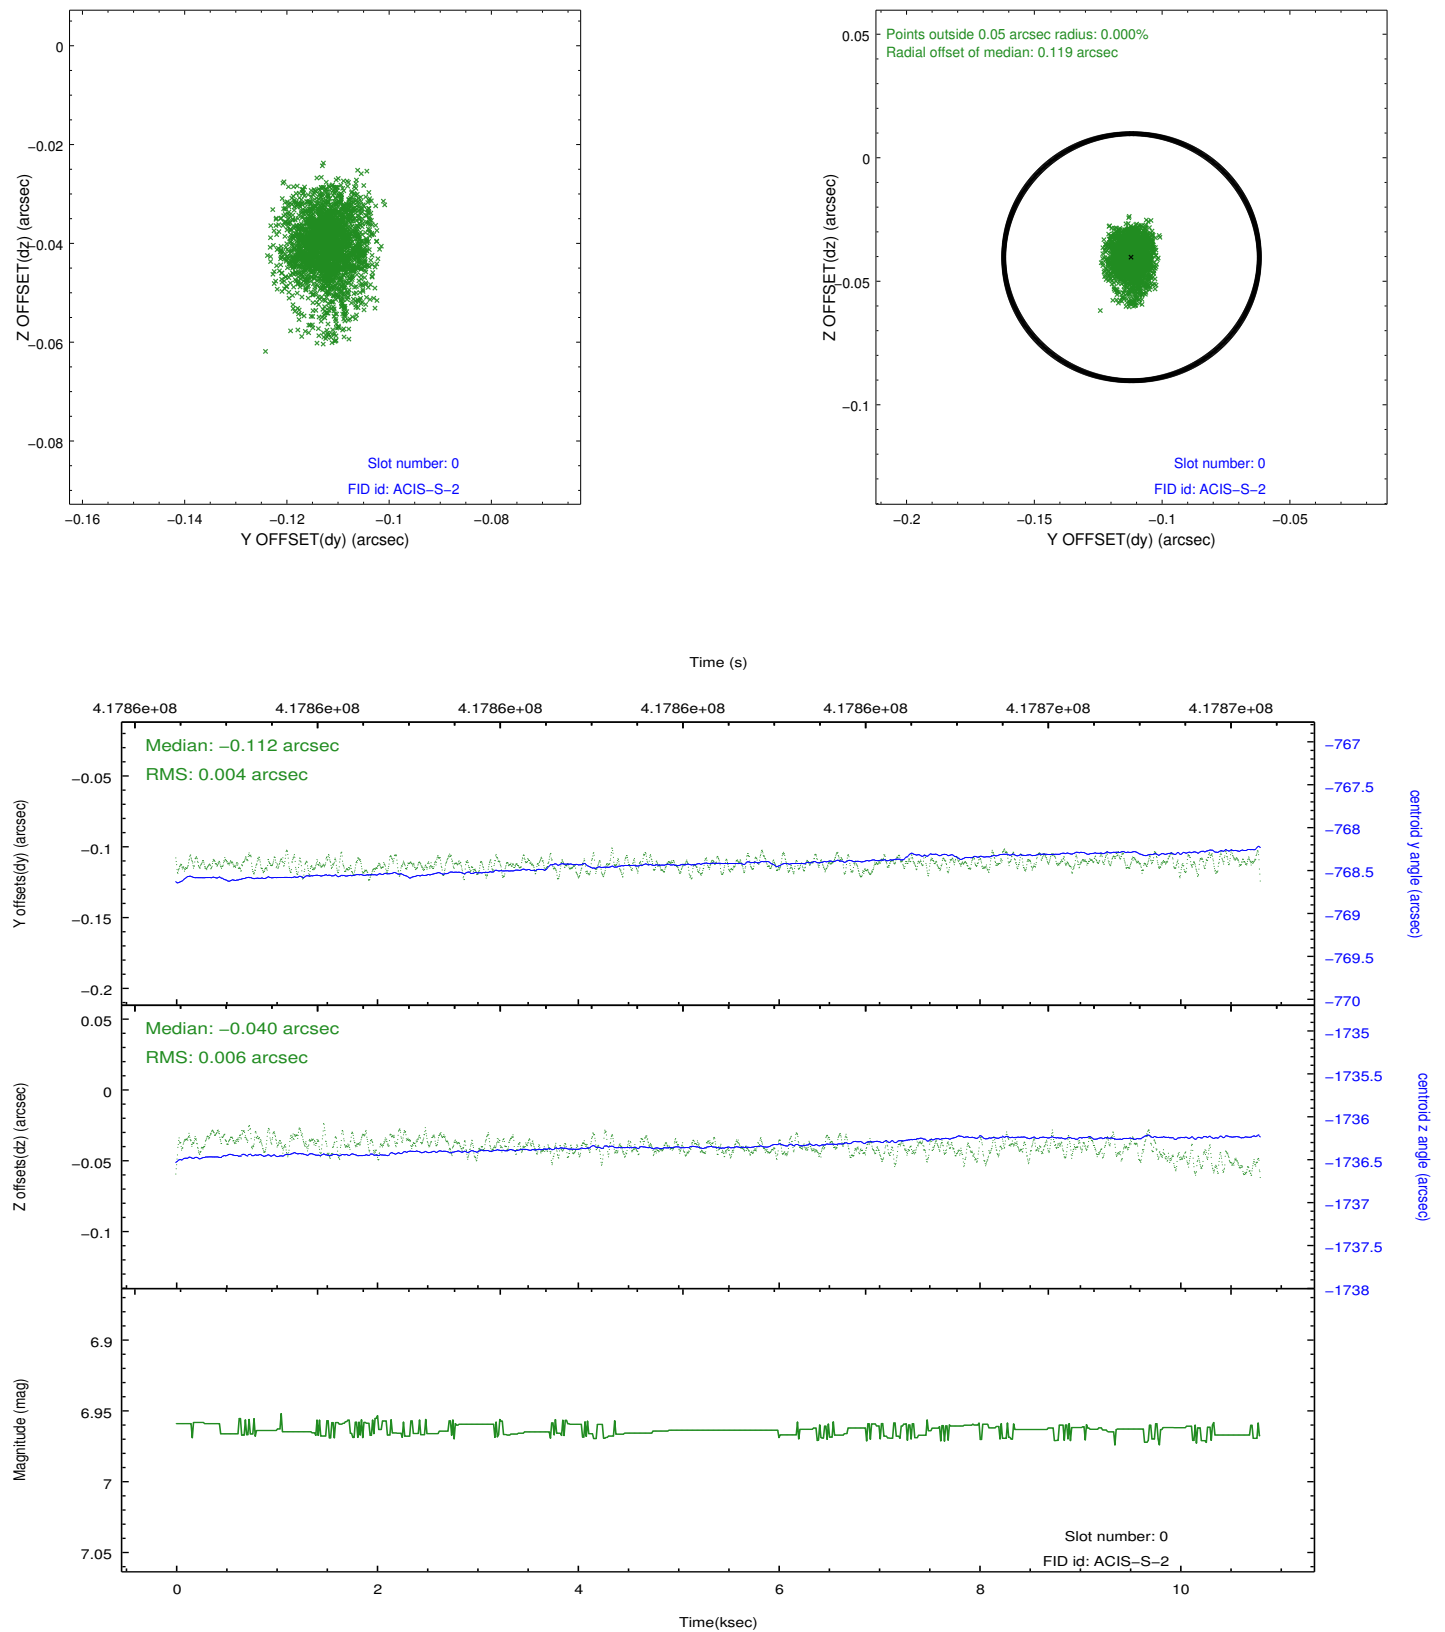 0
−0.02
−0.04
−0.06
−0.08
Z OFFSET(dz) (arcsec)
Slot number: 0
FID id: ACIS−S−2
−0.16 −0.14 −0.12 −0.1 −0.08
Y OFFSET(dy) (arcsec)
Points outside 0.05 arcsec radius: 0.000%
Radial offset of median: 0.119 arcsec
0.05
0
−0.05
−0.1
Z OFFSET(dz) (arcsec)
Slot number: 0
FID id: ACIS−S−2
−0.2 −0.15 −0.1 −0.05
Y OFFSET(dy) (arcsec)
Time (s)
4.1786e+08 4.1786e+08 4.1786e+08 4.1786e+08 4.1786e+08 4.1787e+08 4.1787e+08
Median: −0.112 arcsec
RMS: 0.004 arcsec
−0.05
−0.1
−0.15
−0.2
Y offsets(dy) (arcsec)
−767
−767.5
−768
−768.5
−769
−769.5
−770
centroid y angle (arcsec)
Median: −0.040 arcsec
RMS: 0.006 arcsec
0.05
0
−0.05
−0.1
Z offsets(dz) (arcsec)
−1735
−1735.5
−1736
−1736.5
−1737
−1737.5
−1738
centroid z angle (arcsec)
6.9
6.95
7
7.05
Magnitude (mag)
Slot number: 0
FID id: ACIS−S−2
0 2 4 6 8 10
Time(ksec)